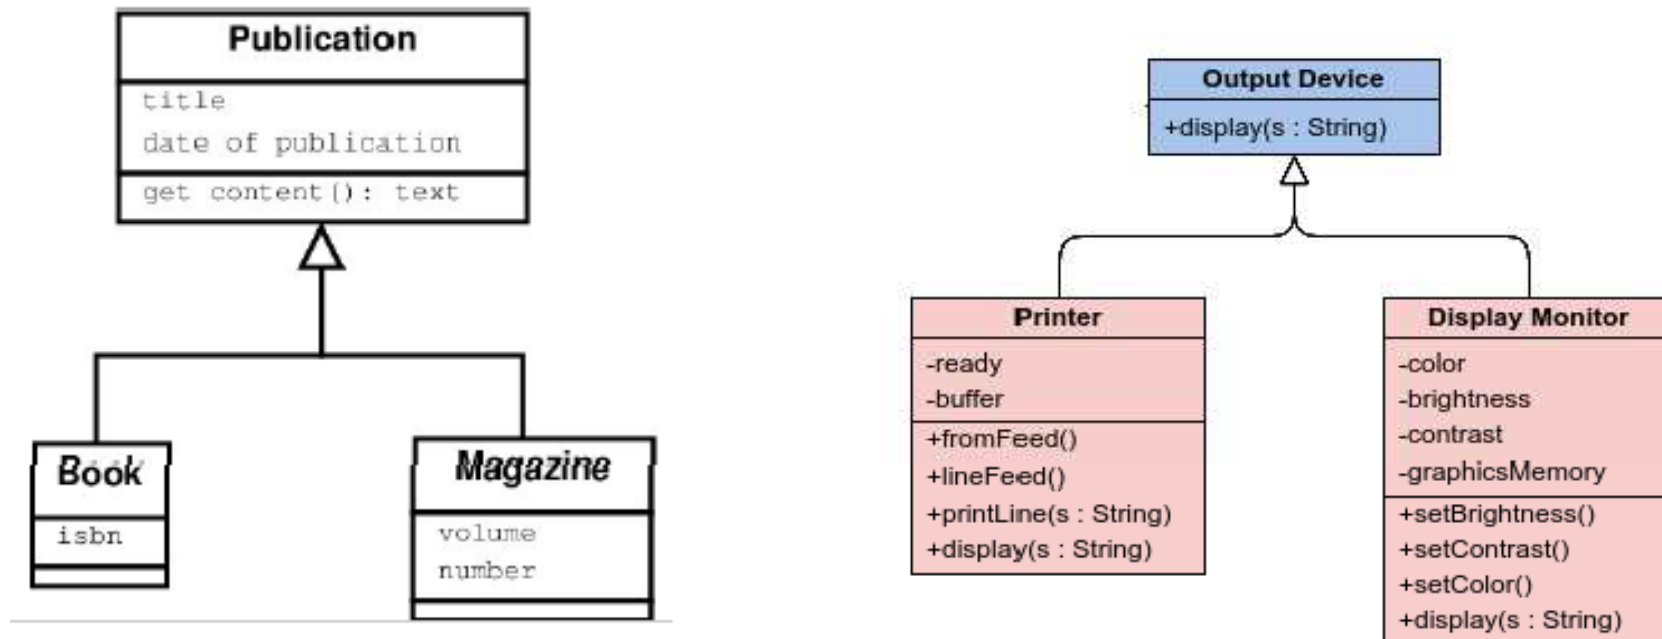 Publication
title
date of publication
get content(): text
Book
isbn
Magazine
volume
number
Output Device
+display(s : String)
Printer
-ready
-buffer
+fromFeed()
+lineFeed()
+printLine(s : String)
+display(s : String)
Display Monitor
-color
-brightness
-contrast
-graphicsMemory
+setBrightness()
+setContrast()
+setColor()
+display(s : String)